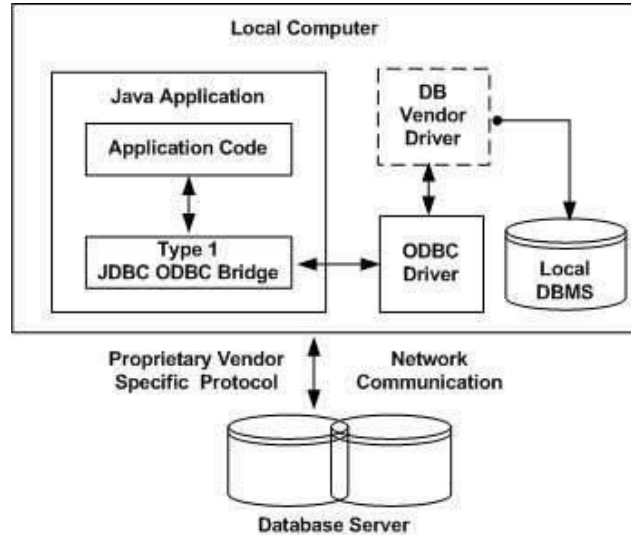 Local Computer
Java Application
Application Code
Type 1
JDBC ODBC Bridge
DB
Vendor
Driver
ODBC
Driver
Local
DBMS
Proprietary Vendor
Specific Protocol
Network
Communication
Database Server